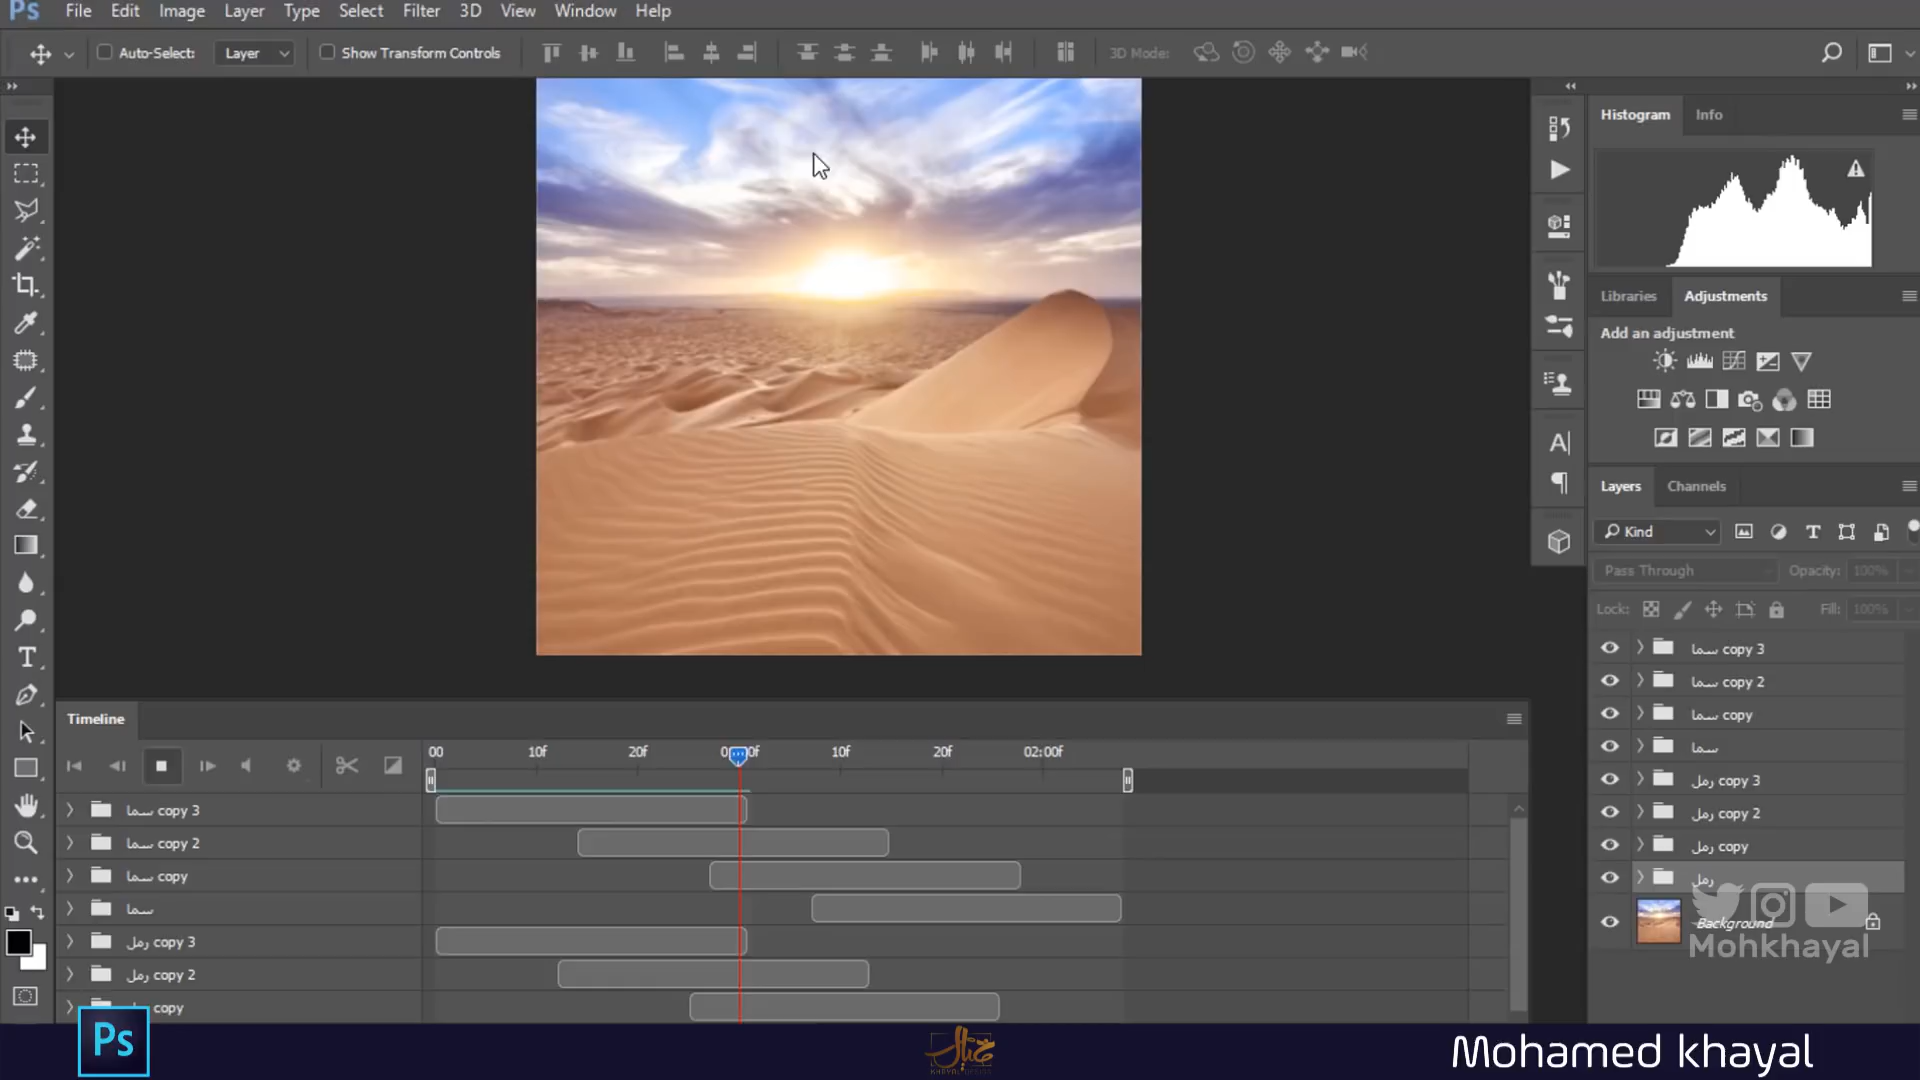 Ps File Edit Image Layer Type Select Filter 3D View Window Help
Auto-Select: Layer Show Transform Controls 3D Mode:
Histogram Info
Libraries Adjustments
Add an adjustment
Layers Channels
Kind
Pass Through Opacity: 100%
Lock: Fill: 100%
سما copy 3
سما copy 2
سما copy
سما
رمل copy 3
رمل copy 2
رمل copy
رمل
Background
Mohkhayal
Timeline
00 10f 20f 10f 20f 02:00f
سما copy 3
سما copy 2
سما copy
سما
رمل copy 3
رمل copy 2
copy
Ps
Mohamed khayal